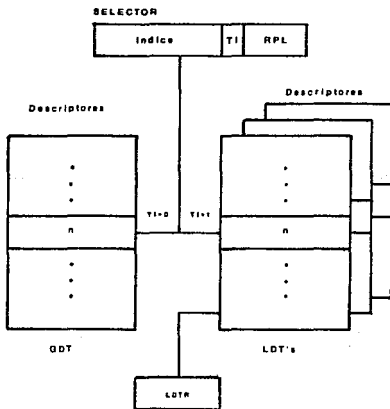 SELECTOR
Indice TI RPL
Descriptores
Descriptores
TI=0 TI=1
n
n
GDT
LDT's
LDTR